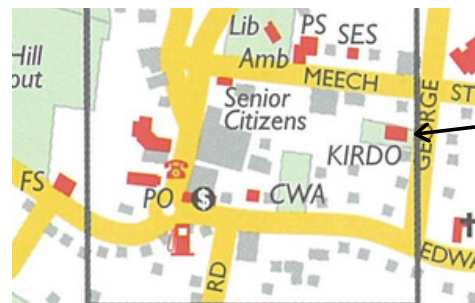 Lib
PS
SES
Amb
Hill
out
MEECH
ST
Senior
Citizens
GEORGE
KIRDO
FS
PO
$
CWA
EDWA
RD